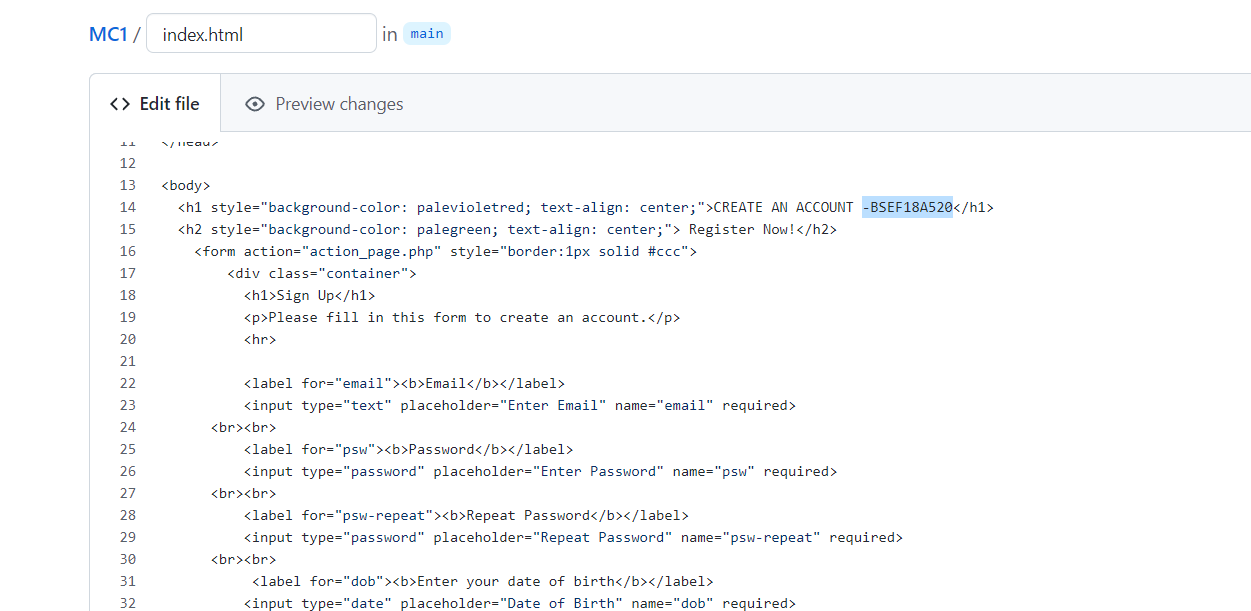 MC1 / index.html in main
<> Edit file Preview changes
11 </head>
12
13 <body>
14 <h1 style="background-color: palevioletred; text-align: center;">CREATE AN ACCOUNT -BSEF18A520</h1>
15 <h2 style="background-color: palegreen; text-align: center;"> Register Now!</h2>
16 <form action="action_page.php" style="border:1px solid #ccc">
17 <div class="container">
18 <h1>Sign Up</h1>
19 <p>Please fill in this form to create an account.</p>
20 <hr>
21
22 <label for="email"><b>Email</b></label>
23 <input type="text" placeholder="Enter Email" name="email" required>
24 <br><br>
25 <label for="psw"><b>Password</b></label>
26 <input type="password" placeholder="Enter Password" name="psw" required>
27 <br><br>
28 <label for="psw-repeat"><b>Repeat Password</b></label>
29 <input type="password" placeholder="Repeat Password" name="psw-repeat" required>
30 <br><br>
31 <label for="dob"><b>Enter your date of birth</b></label>
32 <input type="date" placeholder="Date of Birth" name="dob" required>